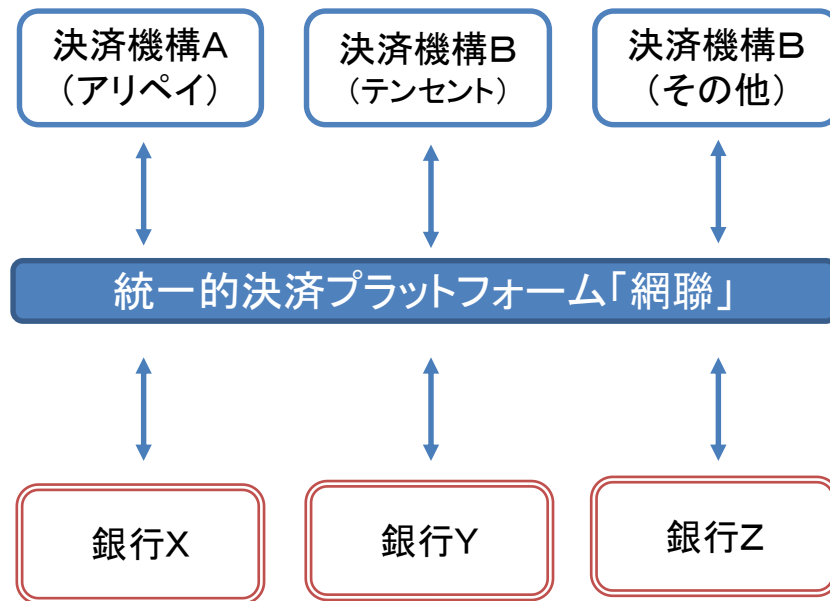 決済機構A
（アリペイ）
決済機構B
（テンセント）
決済機構B
（その他）
統一的決済プラットフォーム「網聯」
銀行X
銀行Y
銀行Z